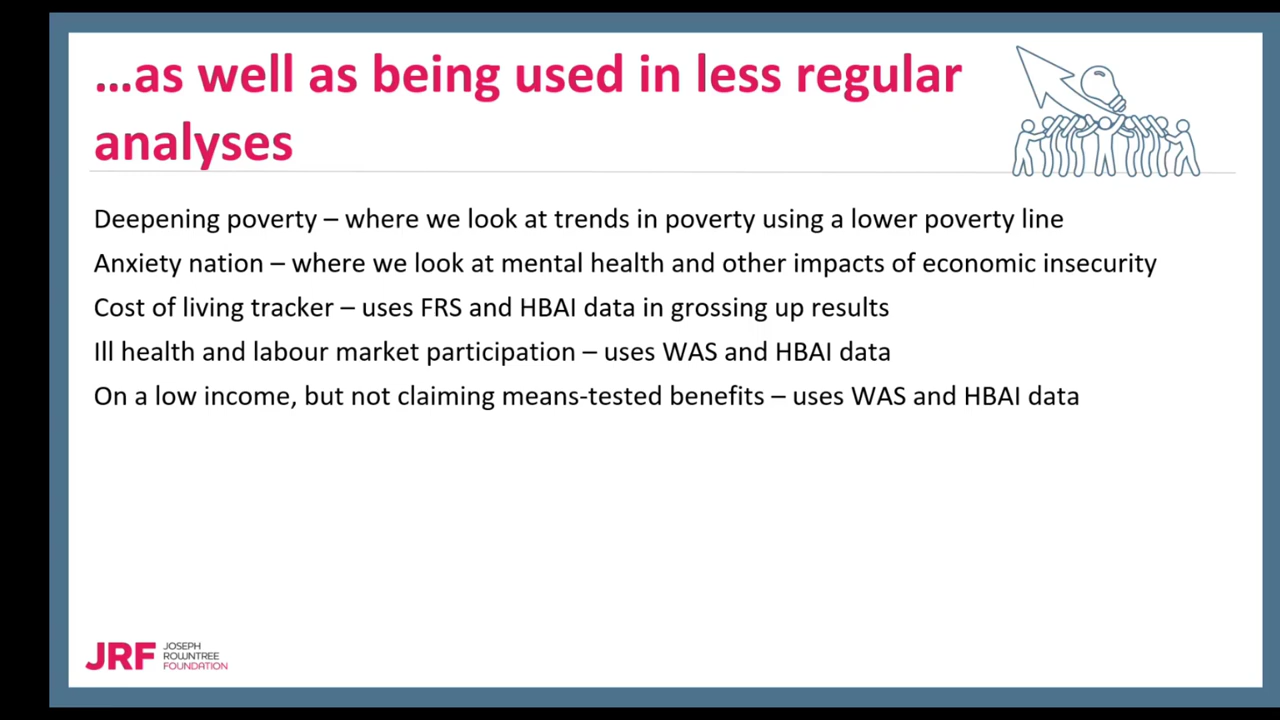 ...as well as being used in less regular
analyses
Deepening poverty – where we look at trends in poverty using a lower poverty line
Anxiety nation – where we look at mental health and other impacts of economic insecurity
Cost of living tracker – uses FRS and HBAI data in grossing up results
Ill health and labour market participation – uses WAS and HBAI data
On a low income, but not claiming means-tested benefits – uses WAS and HBAI data
JRF
JOSEPH
ROWNTREE
FOUNDATION